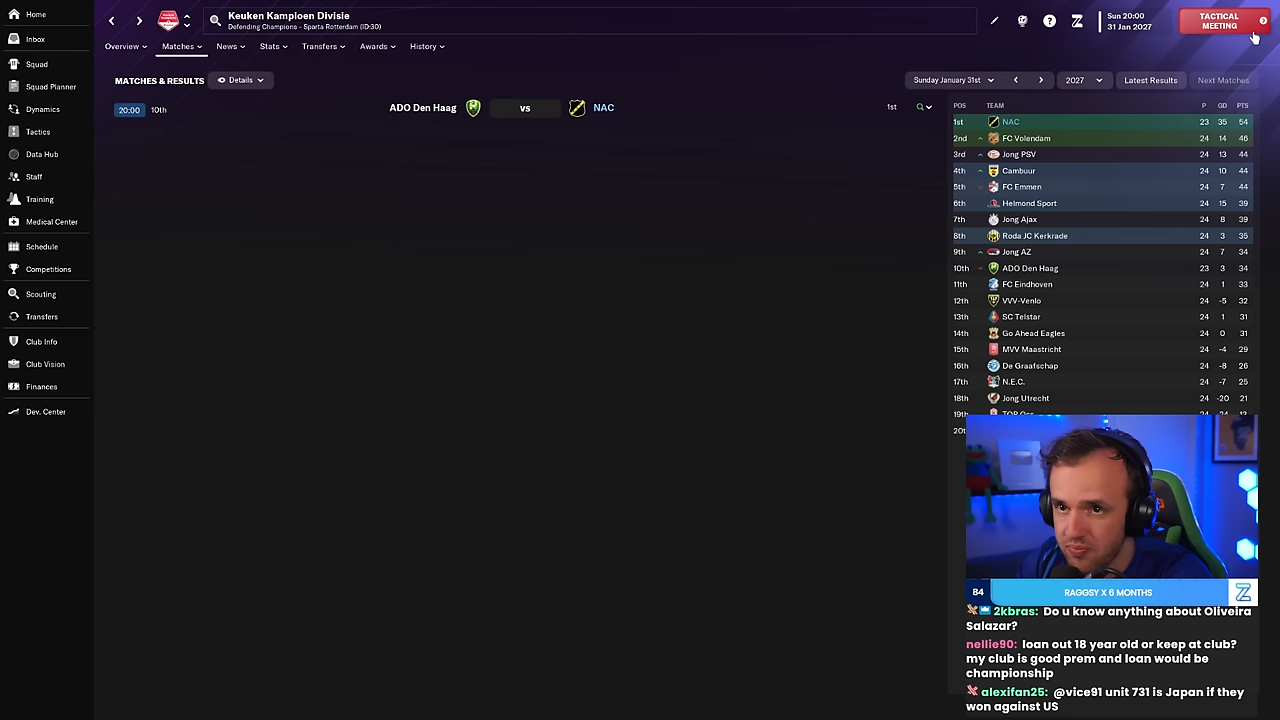 Home
Inbox
Squad
Squad Planner
Dynamics
Tactics
Data Hub
Staff
Training
Medical Center
Schedule
Competitions
Scouting
Transfers
Club Info
Club Vision
Finances
Dev. Center
Keuken Kampioen Divisie
Defending Champions - Sparta Rotterdam (ID:30)
Sun 20:00
31 Jan 2027
TACTICAL
MEETING
Overview Matches News Stats Transfers Awards History
MATCHES & RESULTS Details
Sunday January 31st 2027 Latest Results Next Matches
20:00 10th ADO Den Haag vs NAC 1st
POS TEAM P GD PTS
1st NAC 23 35 54
2nd FC Volendam 24 14 46
3rd Jong PSV 24 13 44
4th Cambuur 24 10 44
5th FC Emmen 24 7 44
6th Helmond Sport 24 15 39
7th Jong Ajax 24 8 39
8th Roda JC Kerkrade 24 3 35
9th Jong AZ 24 7 34
10th ADO Den Haag 23 3 34
11th FC Eindhoven 24 1 33
12th VVV-Venlo 24 -5 32
13th SC Telstar 24 1 31
14th Go Ahead Eagles 24 0 31
15th MVV Maastricht 24 -4 29
16th De Graafschap 24 -8 26
17th N.E.C. 24 -7 25
18th Jong Utrecht 24 -20 21
19th TOP Oss 24
84 RAGGSY X 6 MONTHS
2kbras: Do u know anything about Oliveira
Salazar?
nellie90: loan out 18 year old or keep at club?
my club is good prem and loan would be
championship
alexifan25: @vice91 unit 731 is Japan if they
won against US